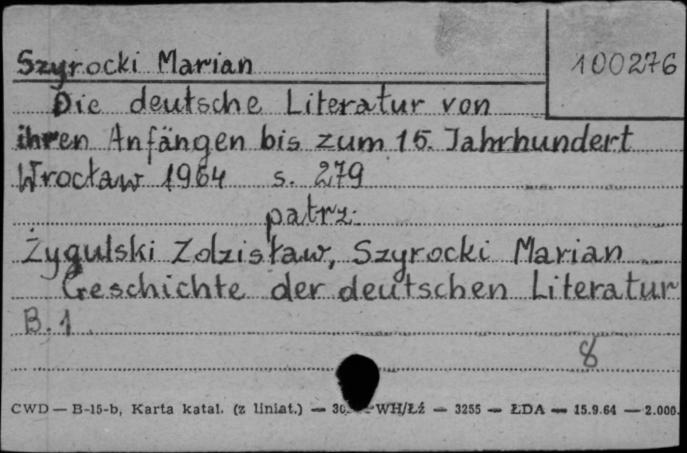 Szyrocki Marian
100276
Die deutsche Literatur von
ihren Anfängen bis zum 15. Jahrhundert
Wrocław 1964 s. 279
patrz:
Żygulski Zdzisław, Szyrocki Marian
Geschichte der deutschen Literatur
B. 1
8
CWD — B-15-b, Karta katal. (z liniat.) — WH/Łź — 3255 — ŁDA — 15.9.64 — 2.000.